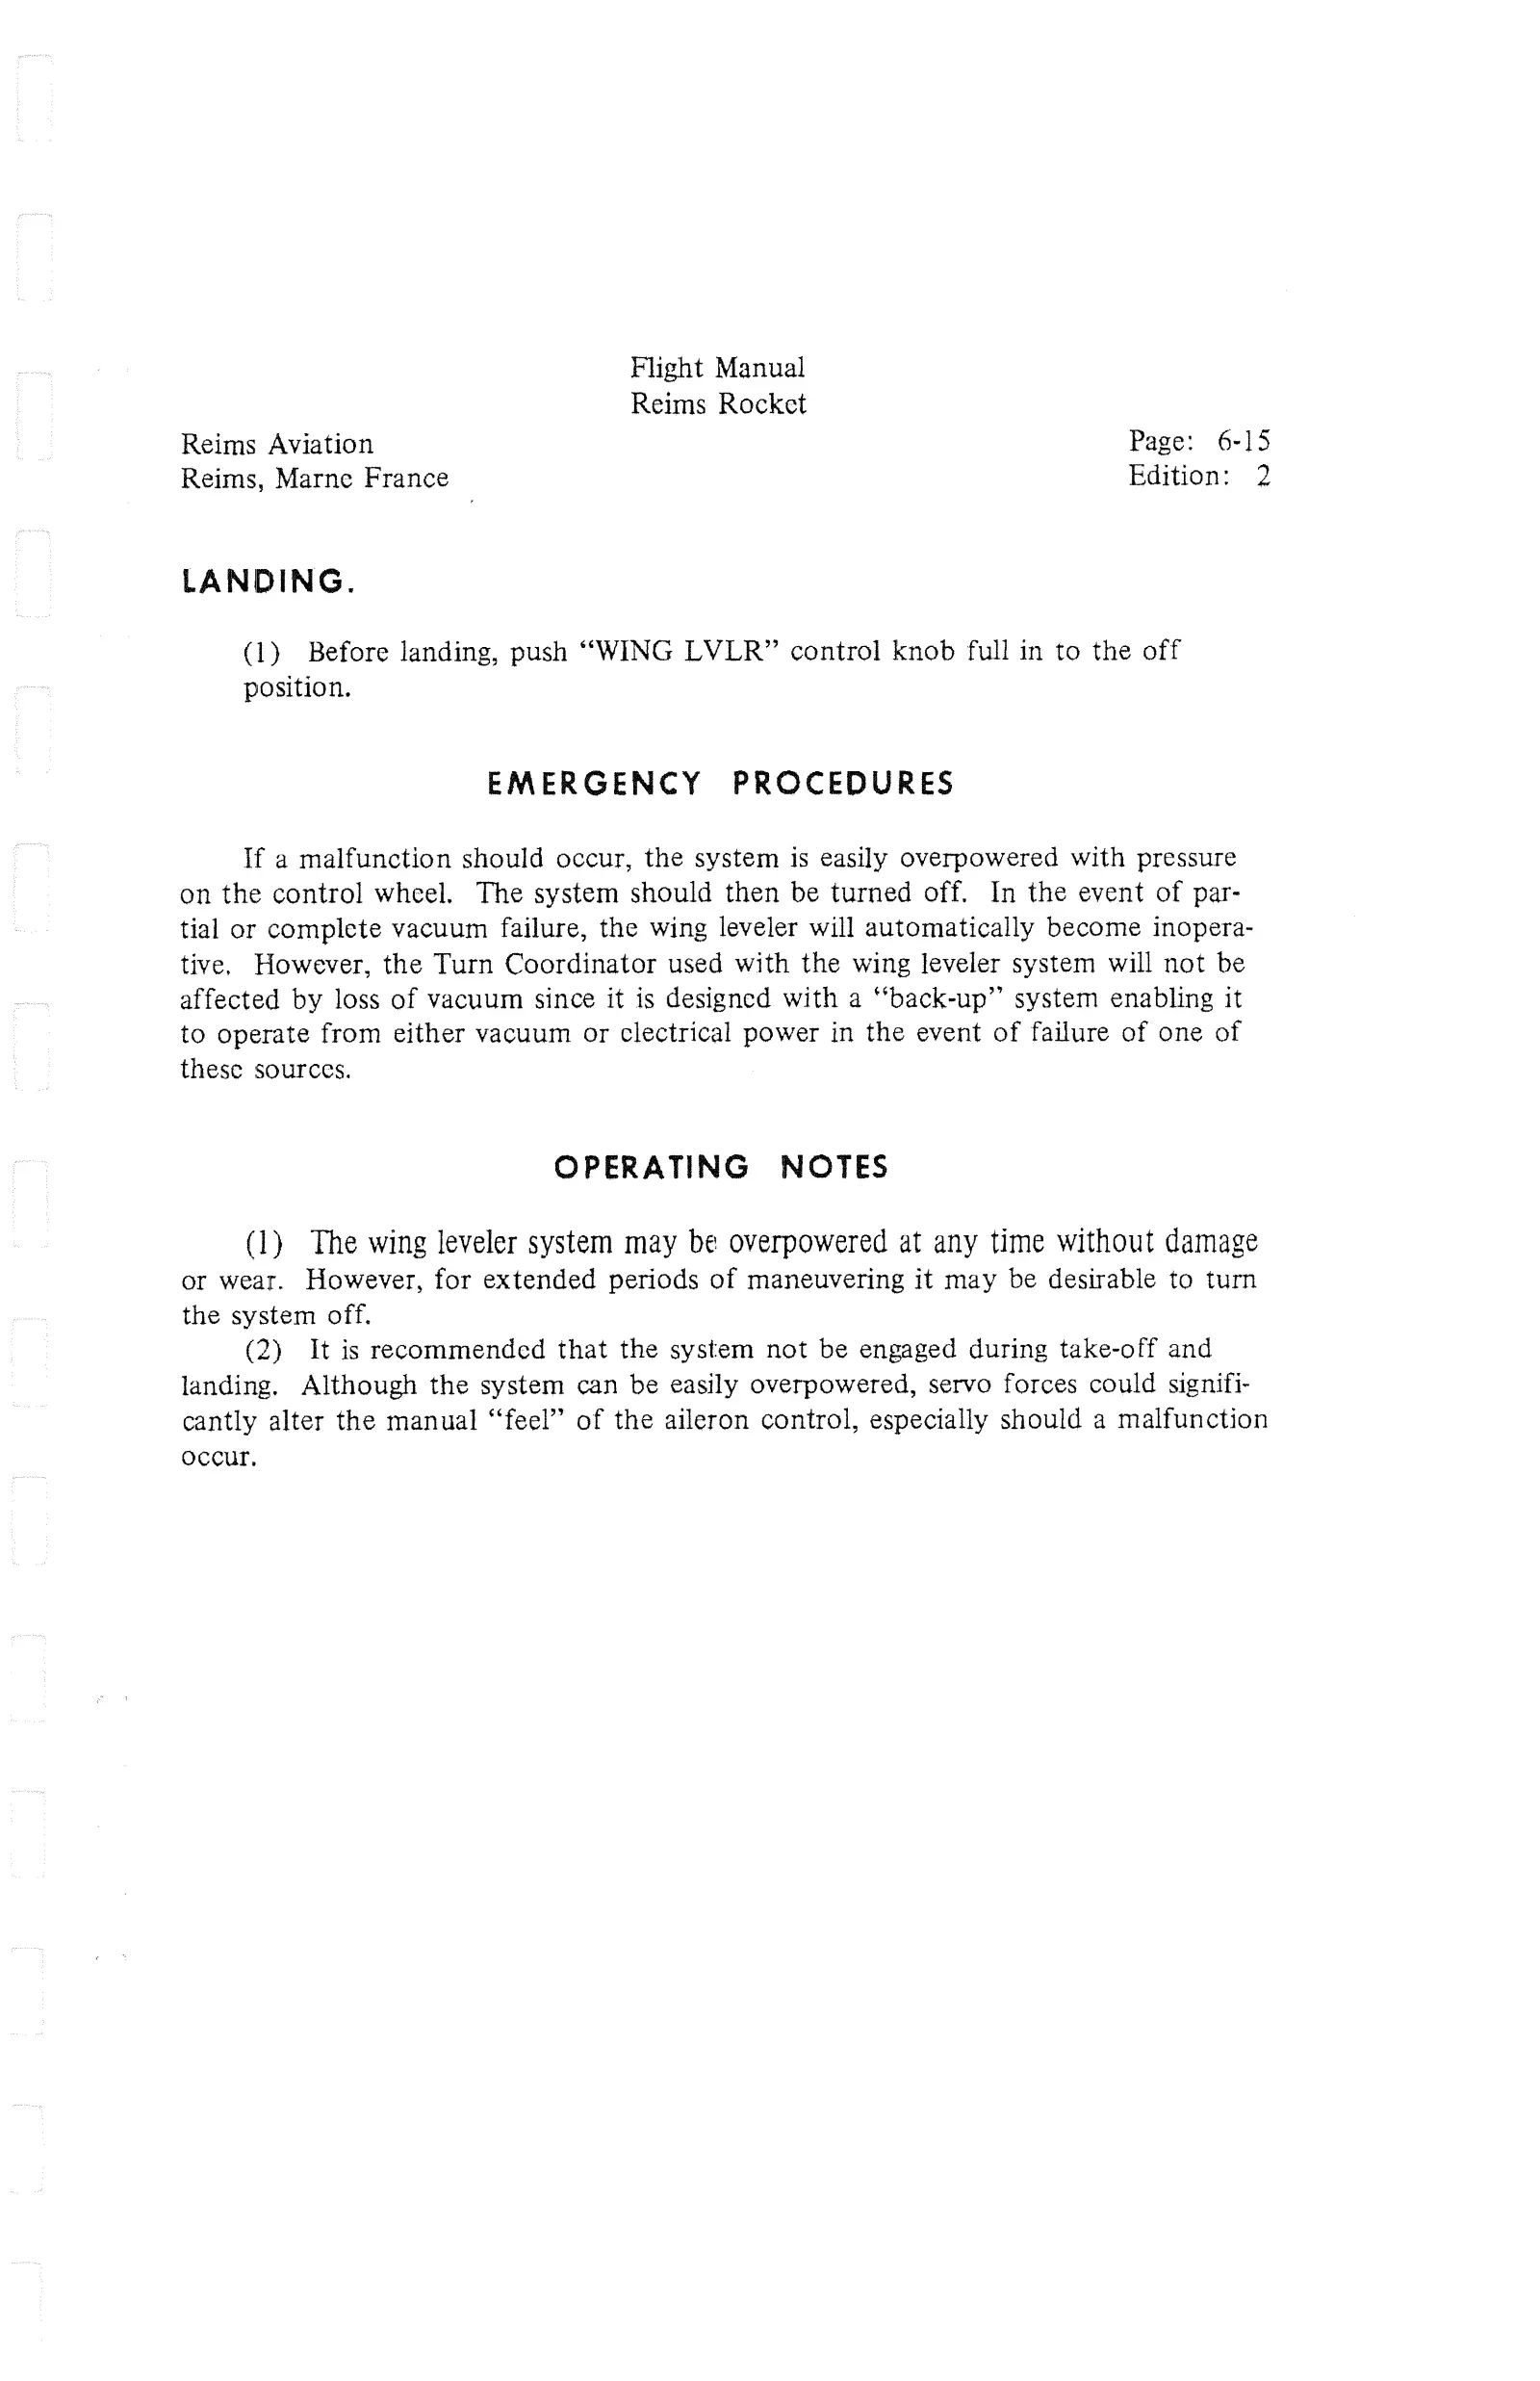 Flight Manual
Reims Rocket
Reims Aviation
Page: 6-15
Reims, Marne France
Edition: 2
LANDING.
(1) Before landing, push “WING LVLR” control knob full in to the off
position.
EMERGENCY PROCEDURES
If a malfunction should occur, the system is easily overpowered with pressure
on the control wheel. The system should then be turned off. In the event of par-
tial or complete vacuum failure, the wing leveler will automatically become inopera-
tive. However, the Turn Coordinator used with the wing leveler system will not be
affected by loss of vacuum since it is designed with a “back-up” system enabling it
to operate from either vacuum or electrical power in the event of failure of one of
these sources.
OPERATING NOTES
(1) The wing leveler system may be overpowered at any time without damage
or wear. However, for extended periods of maneuvering it may be desirable to turn
the system off.
(2) It is recommended that the system not be engaged during take-off and
landing. Although the system can be easily overpowered, servo forces could signifi-
cantly alter the manual “feel” of the aileron control, especially should a malfunction
occur.